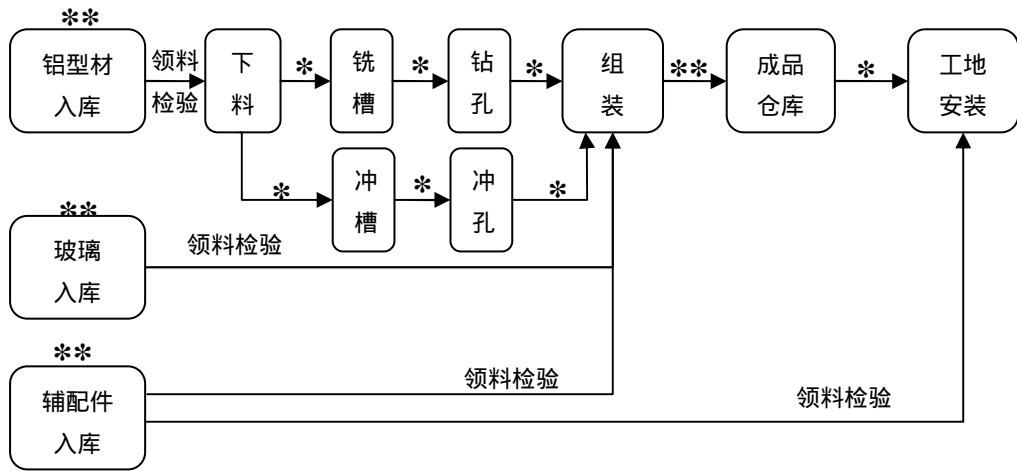 **
铝型材
入库
领料
检验
下
料
*
铣
槽
*
钻
孔
*
组
装
**
成品
仓库
*
工地
安装
*
冲
槽
*
冲
孔
*
**
玻璃
入库
领料检验
**
辅配件
入库
领料检验
领料检验